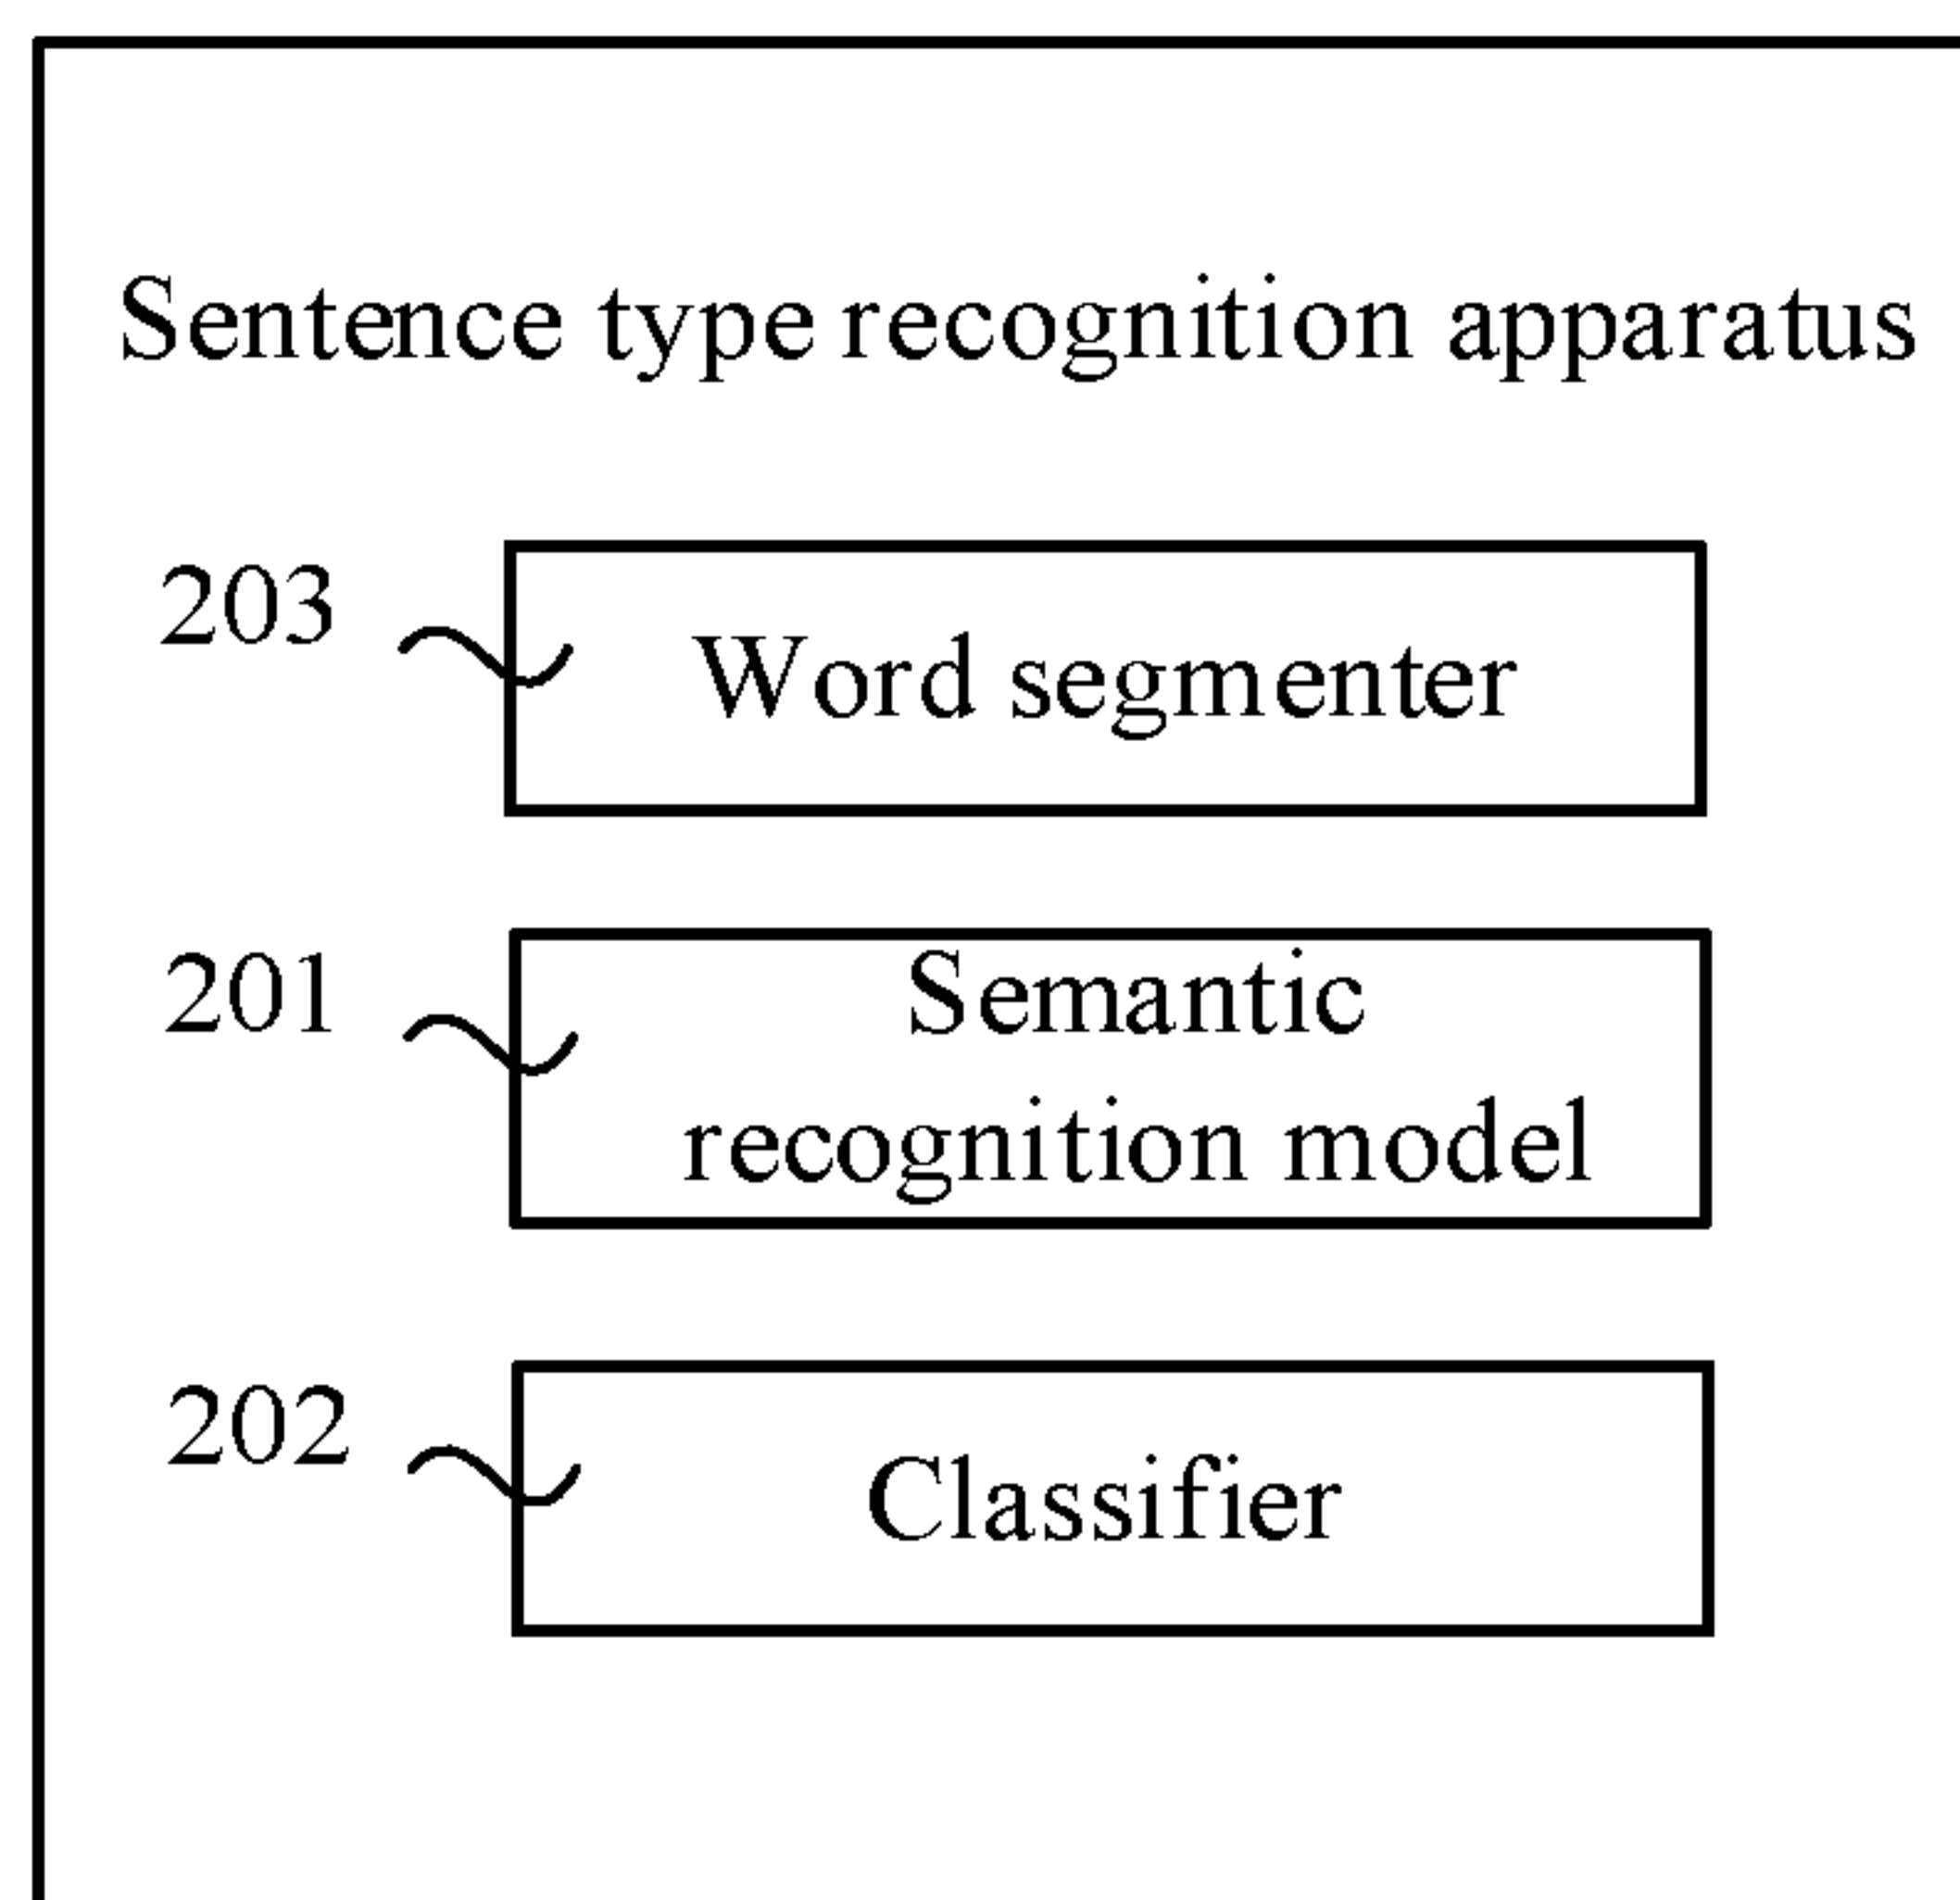 Sentence type recognition apparatus
203
Word segmenter
201
Semantic
recognition model
202
Classifier